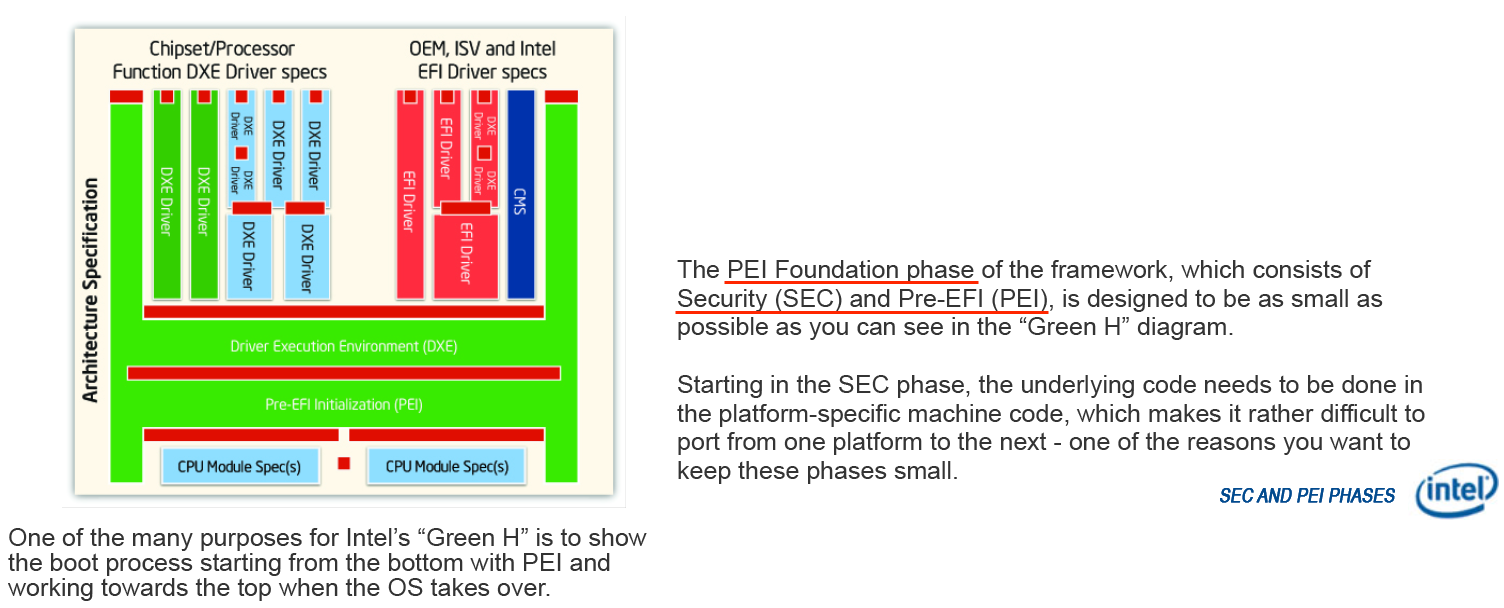 Chipset/Processor
Function DXE Driver specs
OEM, ISV and Intel
EFI Driver specs
Architecture Specification
DXE Driver
DXE Driver
DXE
Driver
DXE
Driver
DXE Driver
DXE Driver
DXE Driver
DXE Driver
EFI Driver
EFI Driver
DXE
Driver
DXE
Driver
EFI Driver
CMS
Driver Execution Environment (DXE)
Pre-EFI Initialization (PEI)
CPU Module Spec(s)
CPU Module Spec(s)
One of the many purposes for Intel’s “Green H” is to show
the boot process starting from the bottom with PEI and
working towards the top when the OS takes over.
The PEI Foundation phase of the framework, which consists of
Security (SEC) and Pre-EFI (PEI), is designed to be as small as
possible as you can see in the “Green H” diagram.
Starting in the SEC phase, the underlying code needs to be done in
the platform-specific machine code, which makes it rather difficult to
port from one platform to the next - one of the reasons you want to
keep these phases small.
SEC AND PEI PHASES
intel